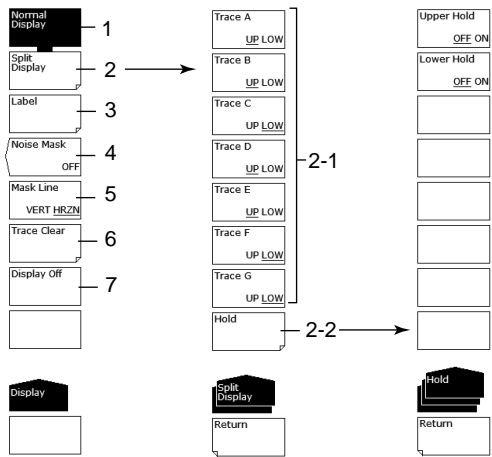 Normal
Display
1
Split
Display
2
Label
3
Noise Mask
OFF
4
Mask Line
VERT HRZN
5
Trace Clear
6
Display Off
7
Display
Trace A
UP LOW
Trace B
UP LOW
Trace C
UP LOW
Trace D
UP LOW
Trace E
UP LOW
Trace F
UP LOW
Trace G
UP LOW
2-1
Hold
2-2
Split
Display
Return
Upper Hold
OFF ON
Lower Hold
OFF ON
Hold
Return